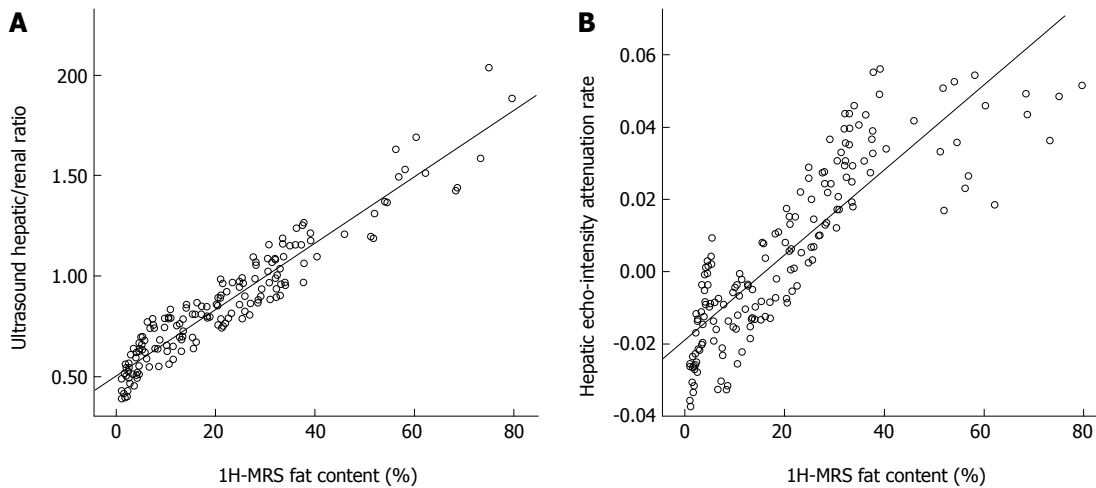 A
Ultrasound hepatic/renal ratio
200
1.50
1.00
0.50
0 20 40 60 80
1H-MRS fat content (%)
B
Hepatic echo-intensity attenuation rate
0.06
0.04
0.02
0.00
-0.02
-0.04
0 20 40 60 80
1H-MRS fat content (%)